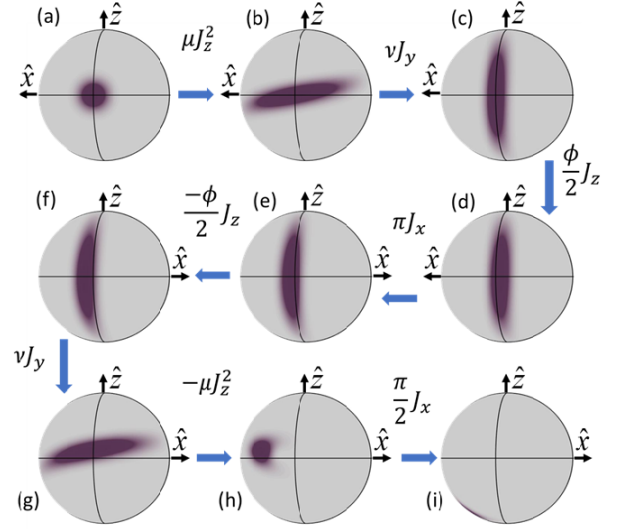 (a) ẑ x̂
μJ_z^2
(b) ẑ x̂
νJ_y
(c) ẑ x̂
ϕ/2 J_z
(d) ẑ x̂
πJ_x
(e) ẑ x̂
−ϕ/2 J_z
(f) ẑ x̂
νJ_y
(g) ẑ x̂
−μJ_z^2
(h) ẑ x̂
π/2 J_x
(i) ẑ x̂